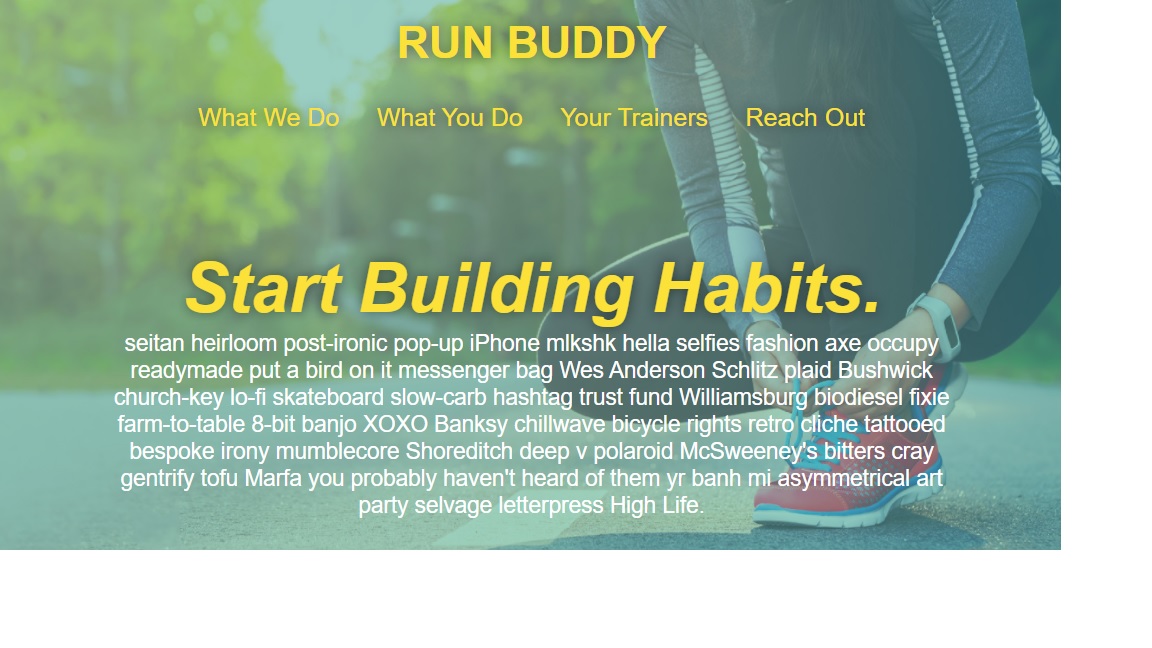 RUN BUDDY
What We Do What You Do Your Trainers Reach Out
Start Building Habits.
seitan heirloom post-ironic pop-up iPhone mlkshk hella selfies fashion axe occupy
readymade put a bird on it messenger bag Wes Anderson Schlitz plaid Bushwick
church-key lo-fi skateboard slow-carb hashtag trust fund Williamsburg biodiesel fixie
farm-to-table 8-bit banjo XOXO Banksy chillwave bicycle rights retro cliche tattooed
bespoke irony mumblecore Shoreditch deep v polaroid McSweeney's bitters cray
gentrify tofu Marfa you probably haven't heard of them yr banh mi asymmetrical art
party selvage letterpress High Life.